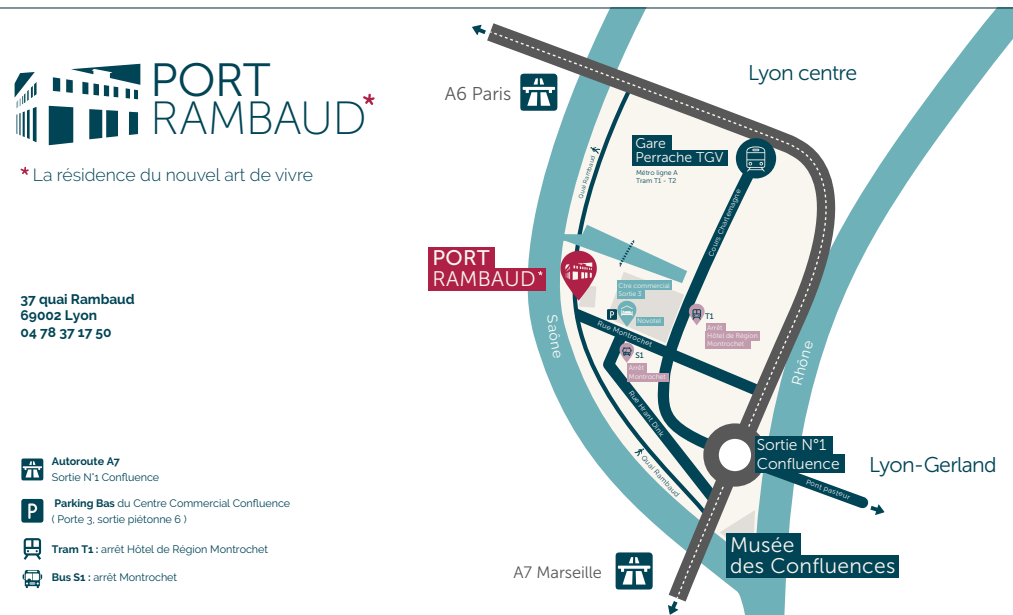 PORT
RAMBAUD*
* La résidence du nouvel art de vivre
37 quai Rambaud
69002 Lyon
04 78 37 17 50
Autoroute A7
Sortie N°1 Confluence
P
Parking Bas du Centre Commercial Confluence
( Porte 3, sortie piétonne 6 )
Tram T1 : arrêt Hôtel de Région Montrochet
Bus S1 : arrêt Montrochet
A6 Paris
Lyon centre
Gare
Perrache TGV
Métro ligne A
Tram T1 - T2
Quai Rambaud
Cours Charlemagne
PORT
RAMBAUD*
Ctre commercial
Sortie 3
P
Novotel
T1
Arrêt
Hôtel de Région
Montrochet
Rue Montrochet
S1
Arrêt
Montrochet
Saône
Rhône
Rue Hrant Dink
Quai Rambaud
Sortie N°1
Confluence
Lyon-Gerland
Pont pasteur
Musée
des Confluences
A7 Marseille